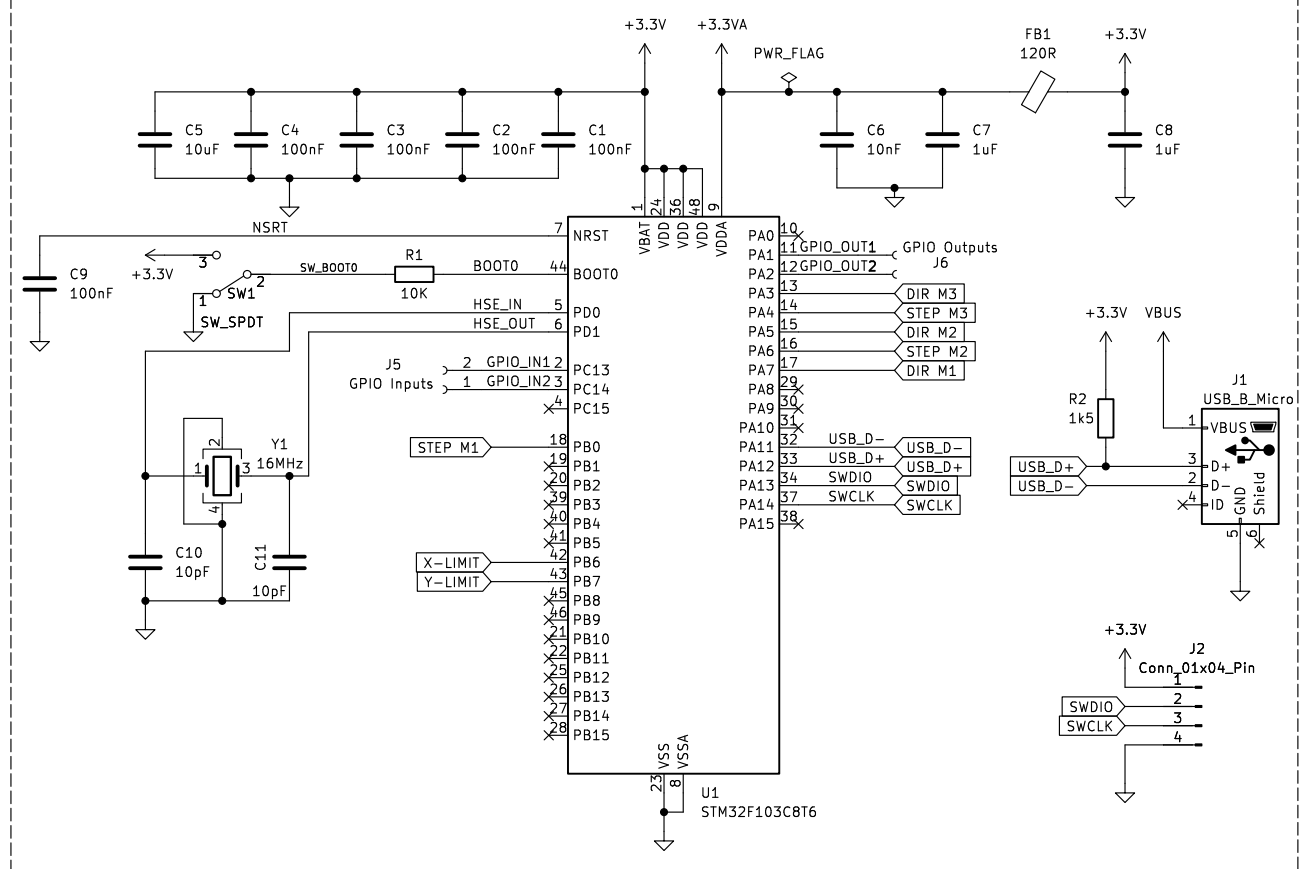 +3.3V
+3.3VA
PWR_FLAG
FB1
120R
+3.3V
C5
10uF
C4
100nF
C3
100nF
C2
100nF
C1
100nF
C6
10nF
C7
1uF
C8
1uF
1
24
36
48
9
VBAT
VDD
VDD
VDD
VDDA
NSRT
7
NRST
C9
100nF
+3.3V
3
2
1
SW1
SW_SPDT
SW_BOOT0
R1
10K
BOOT0
44
BOOT0
HSE_IN
5
PD0
HSE_OUT
6
PD1
J5
GPIO Inputs
2
GPIO_IN1
2
PC13
1
GPIO_IN2
3
PC14
4
PC15
STEP M1
18
PB0
19
PB1
20
PB2
39
PB3
40
PB4
41
PB5
X-LIMIT
42
PB6
Y-LIMIT
43
PB7
45
PB8
46
PB9
21
PB10
22
PB11
25
PB12
26
PB13
27
PB14
28
PB15
Y1
16MHz
1
2
3
4
C10
10pF
C11
10pF
PA0
10
PA1
11
GPIO_OUT1
GPIO Outputs
J6
PA2
12
GPIO_OUT2
PA3
13
DIR M3
PA4
14
STEP M3
PA5
15
DIR M2
PA6
16
STEP M2
PA7
17
DIR M1
PA8
29
PA9
30
PA10
31
PA11
32
USB_D-
USB_D-
PA12
33
USB_D+
USB_D+
PA13
34
SWDIO
SWDIO
PA14
37
SWCLK
SWCLK
PA15
38
VSS
VSSA
23
8
U1
STM32F103C8T6
+3.3V
VBUS
R2
1k5
J1
USB_B_Micro
1
VBUS
USB_D+
3
D+
USB_D-
2
D-
4
ID
GND
Shield
5
6
+3.3V
J2
Conn_01x04_Pin
1
SWDIO
2
SWCLK
3
4